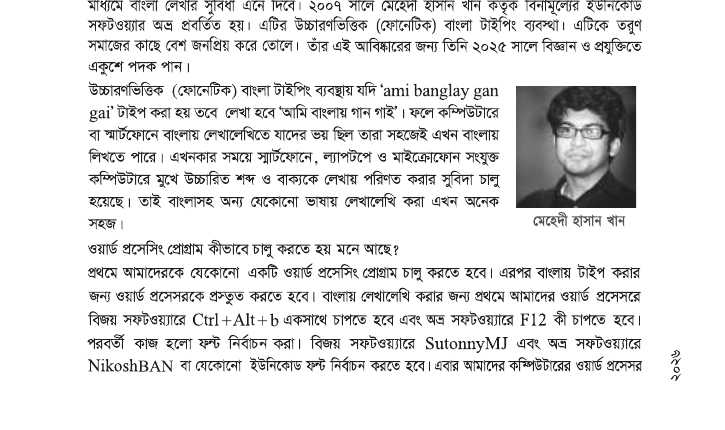 মাধ্যমে বাংলা লেখার সুবিধা এনে দিবে। ২০০৭ সালে মেহেদী হাসান খান কর্তৃক বিনামূল্যের ইউনিকোড
সফটওয়্যার অভ্র প্রবর্তিত হয়। এটির উচ্চারণভিত্তিক (ফোনেটিক) বাংলা টাইপিং ব্যবস্থা। এটিকে তরুণ
সমাজের কাছে বেশ জনপ্রিয় করে তোলে। তাঁর এই আবিষ্কারের জন্য তিনি ২০২৫ সালে বিজ্ঞান ও প্রযুক্তিতে
একুশে পদক পান।
উচ্চারণভিত্তিক (ফোনেটিক) বাংলা টাইপিং ব্যবস্থায় যদি ‘ami banglay gan
gai’ টাইপ করা হয় তবে লেখা হবে ‘আমি বাংলায় গান গাই’। ফলে কম্পিউটারে
বা স্মার্টফোনে বাংলায় লেখালেখিতে যাদের ভয় ছিল তারা সহজেই এখন বাংলায়
লিখতে পারে। এখনকার সময়ে স্মার্টফোনে, ল্যাপটপে ও মাইক্রোফোন সংযুক্ত
কম্পিউটারে মুখে উচ্চারিত শব্দ ও বাক্যকে লেখায় পরিণত করার সুবিদা চালু
হয়েছে। তাই বাংলাসহ অন্য যেকোনো ভাষায় লেখালেখি করা এখন অনেক
সহজ।
মেহেদী হাসান খান
ওয়ার্ড প্রসেসিং প্রোগ্রাম কীভাবে চালু করতে হয় মনে আছে?
প্রথমে আমাদেরকে যেকোনো একটি ওয়ার্ড প্রসেসিং প্রোগ্রাম চালু করতে হবে। এরপর বাংলায় টাইপ করার
জন্য ওয়ার্ড প্রসেসরকে প্রস্তুত করতে হবে। বাংলায় লেখালেখি করার জন্য প্রথমে আমাদের ওয়ার্ড প্রসেসরে
বিজয় সফটওয়্যারে Ctrl+Alt+b একসাথে চাপতে হবে এবং অভ্র সফটওয়্যারে F12 কী চাপতে হবে।
পরবর্তী কাজ হলো ফন্ট নির্বাচন করা। বিজয় সফটওয়্যারে SutonnyMJ এবং অভ্র সফটওয়্যারে
NikoshBAN বা যেকোনো ইউনিকোড ফন্ট নির্বাচন করতে হবে। এবার আমাদের কম্পিউটারের ওয়ার্ড প্রসেসর
২০২৬